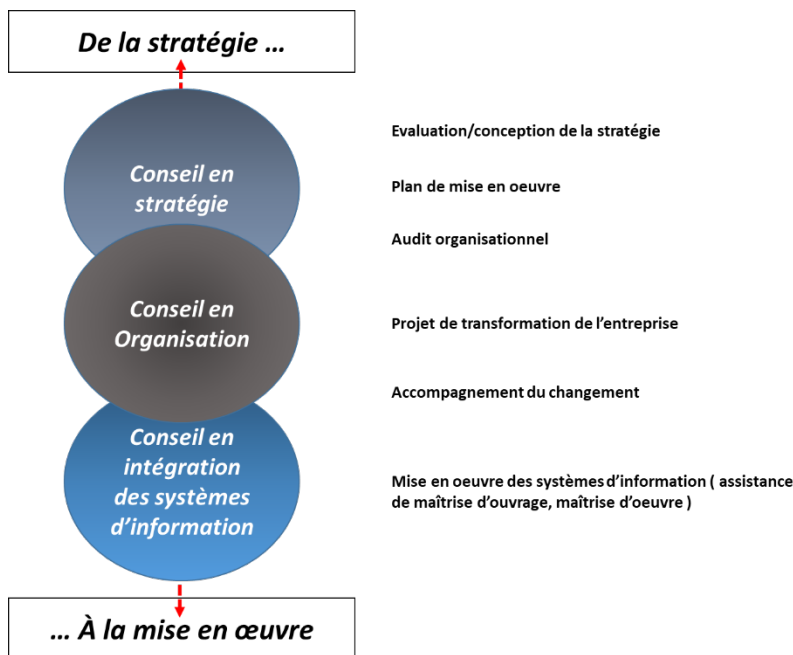 De la stratégie ...
Conseil en
stratégie
Evaluation/conception de la stratégie
Plan de mise en oeuvre
Audit organisationnel
Conseil en
Organisation
Projet de transformation de l'entreprise
Accompagnement du changement
Conseil en
intégration
des systèmes
d'information
Mise en oeuvre des systèmes d'information ( assistance
de maîtrise d'ouvrage, maîtrise d'oeuvre )
... À la mise en œuvre